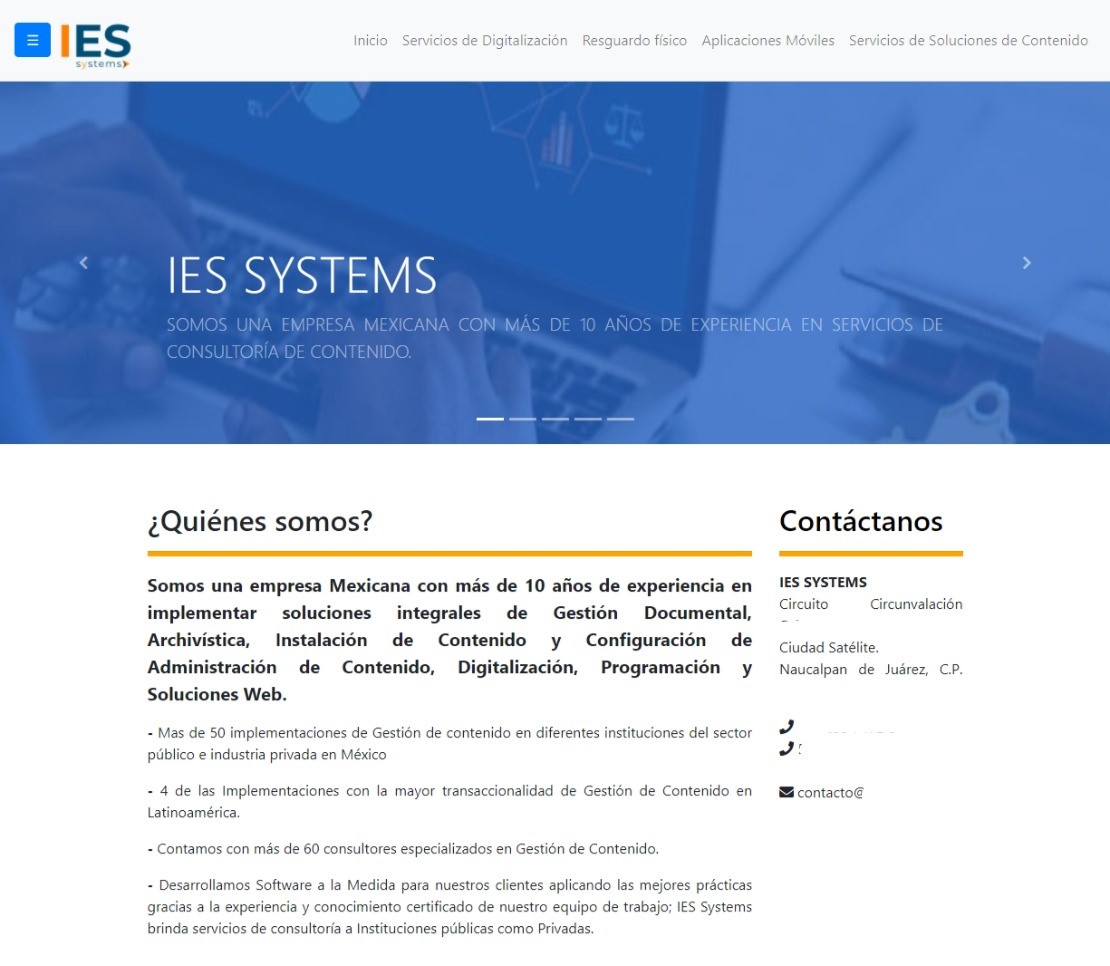 ☰ IES
systems
Inicio Servicios de Digitalización Resguardo físico Aplicaciones Móviles Servicios de Soluciones de Contenido
IES SYSTEMS
SOMOS UNA EMPRESA MEXICANA CON MÁS DE 10 AÑOS DE EXPERIENCIA EN SERVICIOS DE
CONSULTORÍA DE CONTENIDO.
¿Quiénes somos?
Somos una empresa Mexicana con más de 10 años de experiencia en
implementar soluciones integrales de Gestión Documental,
Archivística, Instalación de Contenido y Configuración de
Administración de Contenido, Digitalización, Programación y
Soluciones Web.
- Mas de 50 implementaciones de Gestión de contenido en diferentes instituciones del sector
público e industria privada en México
- 4 de las Implementaciones con la mayor transaccionalidad de Gestión de Contenido en
Latinoamérica.
- Contamos con más de 60 consultores especializados en Gestión de Contenido.
- Desarrollamos Software a la Medida para nuestros clientes aplicando las mejores prácticas
gracias a la experiencia y conocimiento certificado de nuestro equipo de trabajo; IES Systems
brinda servicios de consultoría a Instituciones públicas como Privadas.
Contáctanos
IES SYSTEMS
Circuito Circunvalación
Ciudad Satélite.
Naucalpan de Juárez, C.P.
contacto@